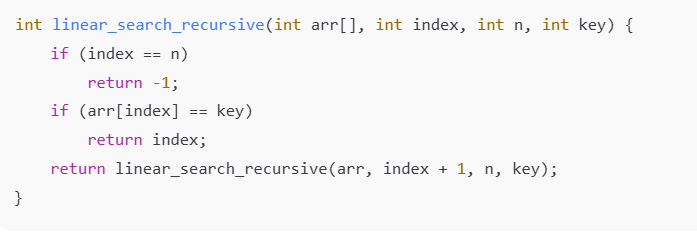 int linear_search_recursive(int arr[], int index, int n, int key) {
    if (index == n)
        return -1;
    if (arr[index] == key)
        return index;
    return linear_search_recursive(arr, index + 1, n, key);
}